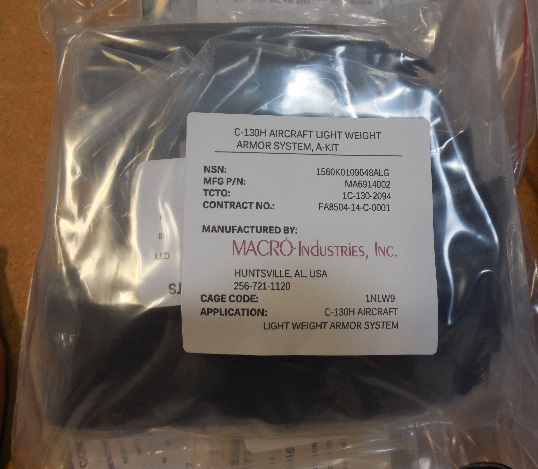 C-130H AIRCRAFT LIGHT WEIGHT
ARMOR SYSTEM, A-KIT
NSN: 1560K0109648ALG
MFG P/N: MA6914002
TCTO: 1C-130-2094
CONTRACT NO.: FA8504-14-C-0001
MANUFACTURED BY:
MACRO Industries, Inc.
HUNTSVILLE, AL, USA
256-721-1120
CAGE CODE: 1NLW9
APPLICATION: C-130H AIRCRAFT
LIGHT WEIGHT ARMOR SYSTEM